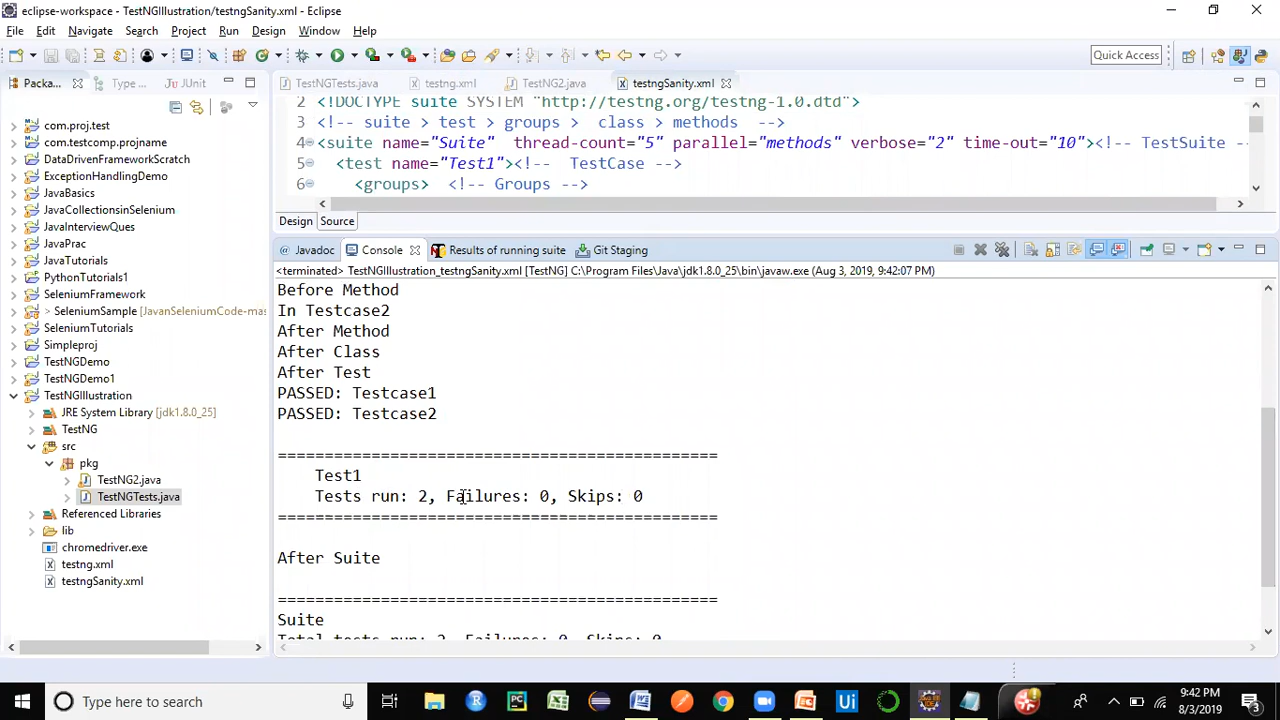 eclipse-workspace - TestNGIllustration/testngSanity.xml - Eclipse
File Edit Navigate Search Project Run Design Window Help
Quick Access
Packa... Type ... JUnit
TestNGTests.java testng.xml TestNG2.java testngSanity.xml
com.proj.test
com.testcomp.projname
DataDrivenFrameworkScratch
ExceptionHandlingDemo
JavaBasics
JavaCollectionsinSelenium
JavaInterviewQues
JavaPrac
JavaTutorials
PythonTutorials1
SeleniumFramework
> SeleniumSample [JavanSeleniumCode-mas
SeleniumTutorials
Simpleproj
TestNGDemo
TestNGDemo1
TestNGIllustration
JRE System Library [jdk1.8.0_25]
TestNG
src
pkg
TestNG2.java
TestNGTests.java
Referenced Libraries
lib
chromedriver.exe
testng.xml
testngSanity.xml
2 <!DOCTYPE suite SYSTEM "http://testng.org/testng-1.0.dtd">
3 <!-- suite > test > groups > class > methods -->
4 <suite name="Suite" thread-count="5" parallel="methods" verbose="2" time-out="10"><!-- TestSuite --
5 <test name="Test1"><!-- TestCase -->
6 <groups> <!-- Groups -->
Design Source
Javadoc Console Results of running suite Git Staging
<terminated> TestNGIllustration_testngSanity.xml [TestNG] C:\Program Files\Java\jdk1.8.0_25\bin\javaw.exe (Aug 3, 2019, 9:42:07 PM)
Before Method
In Testcase2
After Method
After Class
After Test
PASSED: Testcase1
PASSED: Testcase2
===============================================
Test1
Tests run: 2, Failures: 0, Skips: 0
===============================================
After Suite
===============================================
Suite
Total tests run: 2, Failures: 0, Skips: 0
Type here to search
9:42 PM
8/3/2019